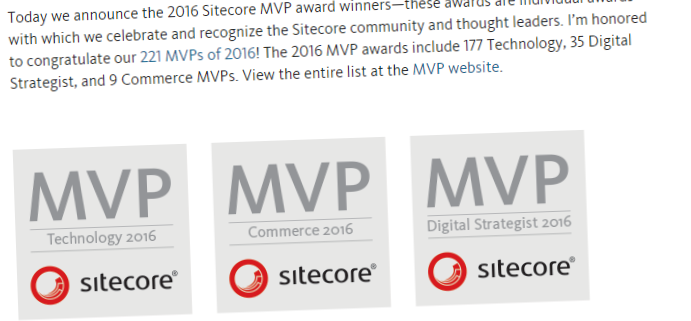 Today we announce the 2016 Sitecore MVP award winners—these awards are individual awards
with which we celebrate and recognize the Sitecore community and thought leaders. I'm honored
to congratulate our 221 MVPs of 2016! The 2016 MVP awards include 177 Technology, 35 Digital
Strategist, and 9 Commerce MVPs. View the entire list at the MVP website.
MVP
Technology 2016
sitecore®
MVP
Commerce 2016
sitecore®
MVP
Digital Strategist 2016
sitecore®